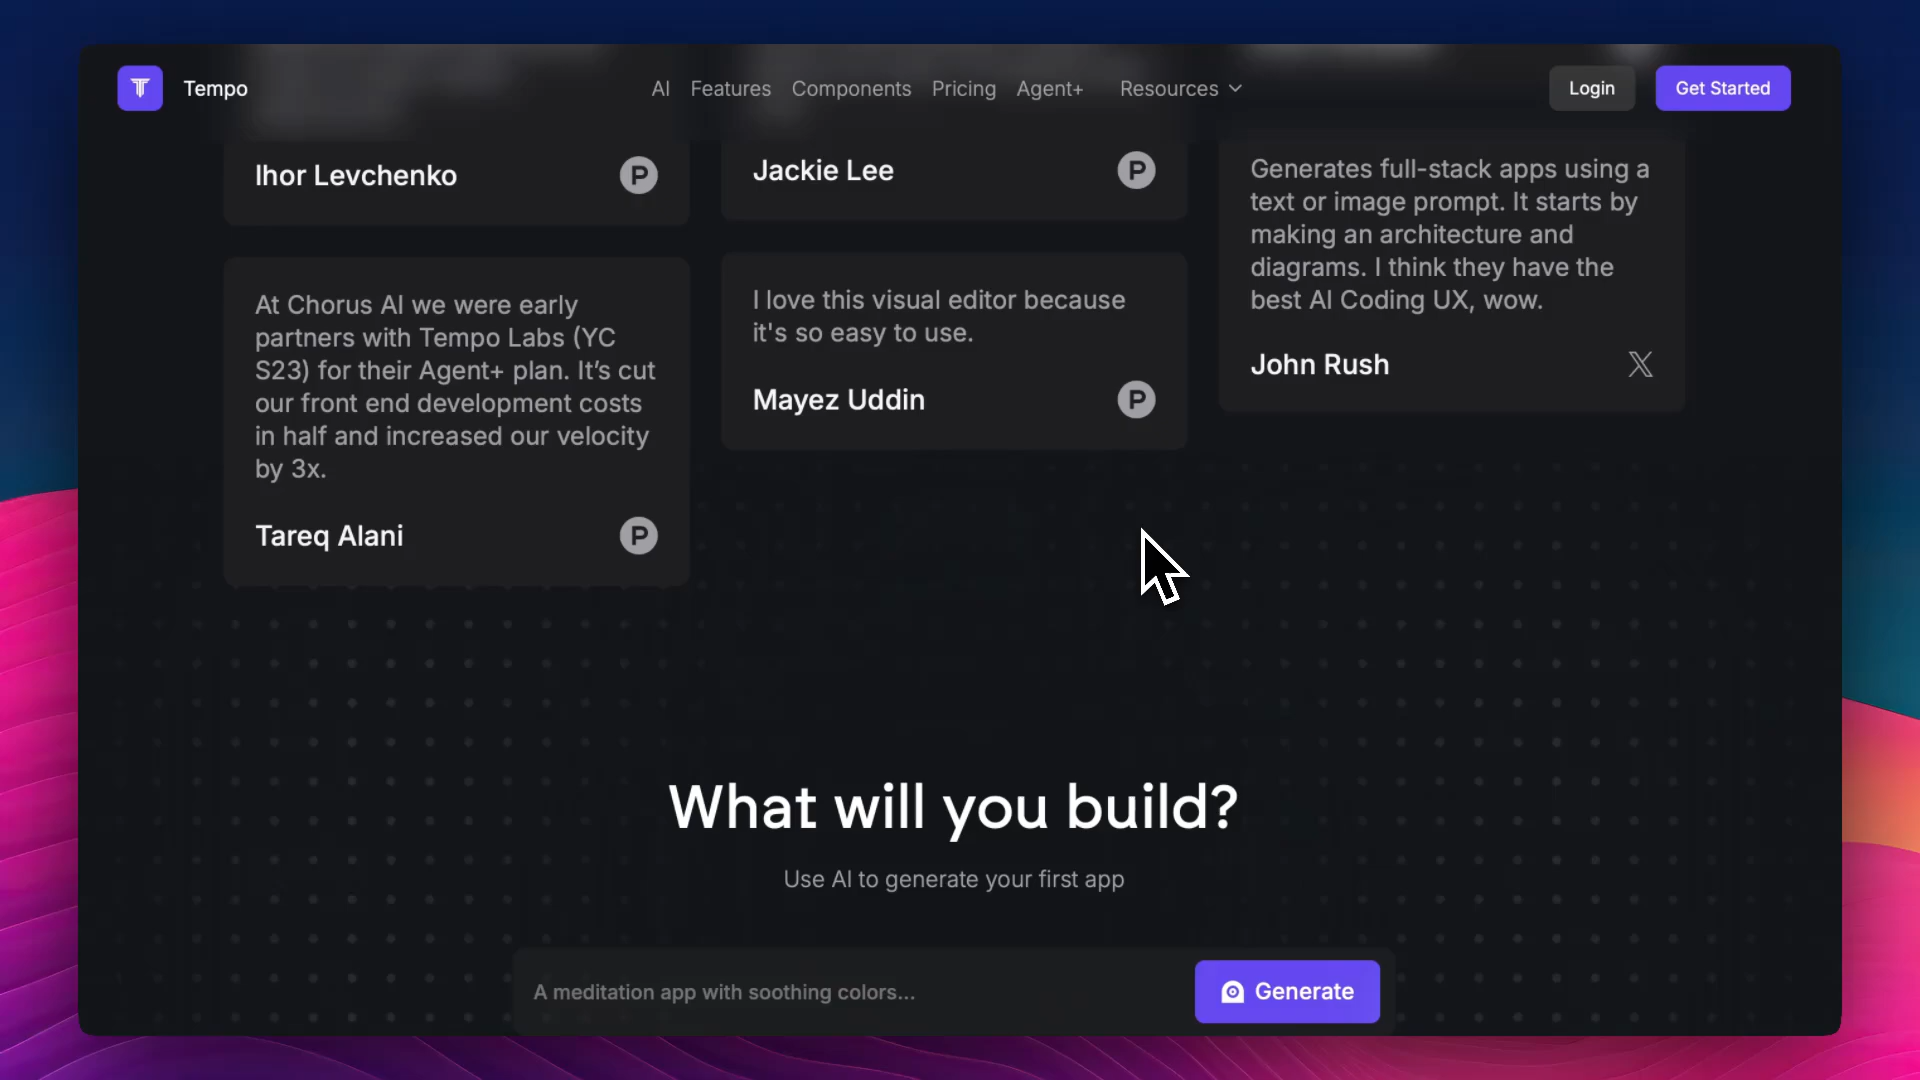 Tempo
AI Features Components Pricing Agent+ Resources
Login
Get Started
Ihor Levchenko
At Chorus AI we were early
partners with Tempo Labs (YC
S23) for their Agent+ plan. It’s cut
our front end development costs
in half and increased our velocity
by 3x.
Tareq Alani
Jackie Lee
I love this visual editor because
it's so easy to use.
Mayez Uddin
Generates full-stack apps using a
text or image prompt. It starts by
making an architecture and
diagrams. I think they have the
best AI Coding UX, wow.
John Rush
What will you build?
Use AI to generate your first app
A meditation app with soothing colors...
Generate